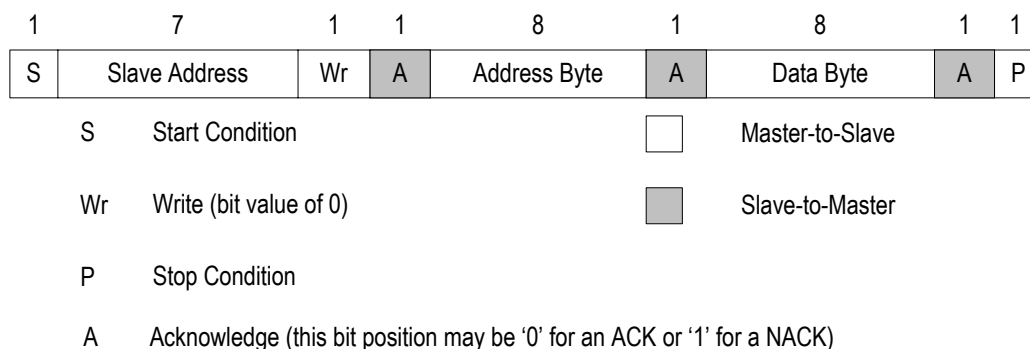 1 7 1 1 8 1 8 1 1
S Slave Address Wr A Address Byte A Data Byte A P
S Start Condition Master-to-Slave
Wr Write (bit value of 0) Slave-to-Master
P Stop Condition
A Acknowledge (this bit position may be ‘0’ for an ACK or ‘1’ for a NACK)